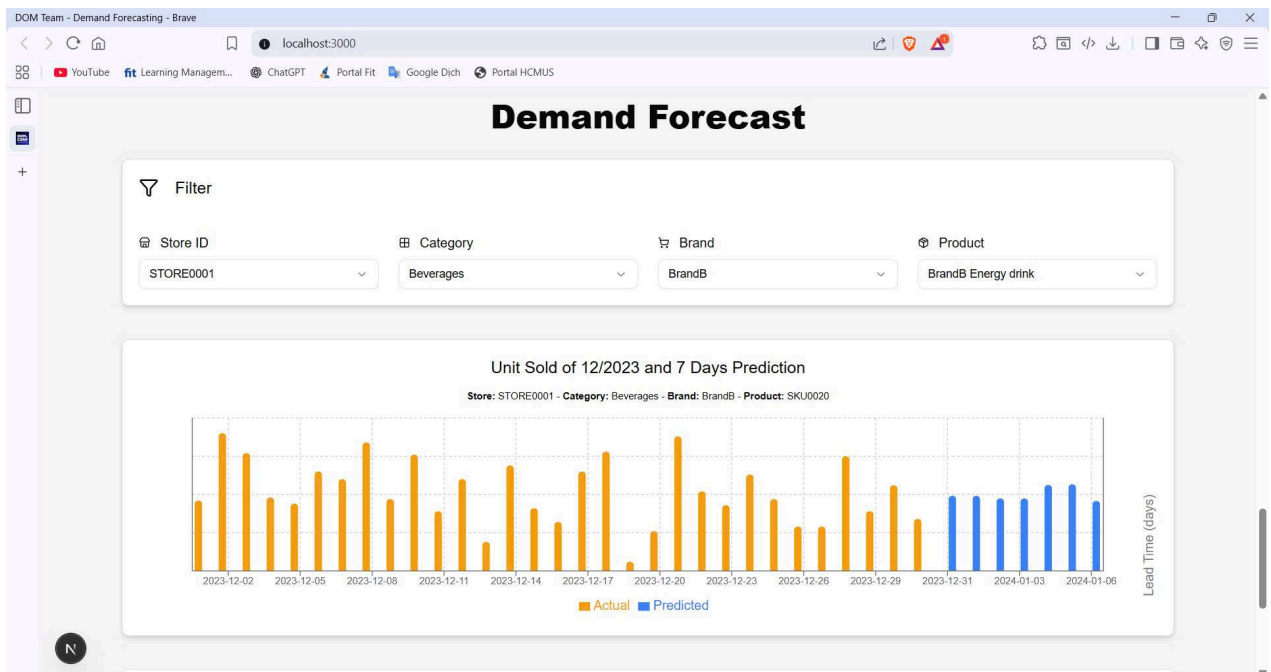 DOM Team - Demand Forecasting - Brave
localhost:3000
YouTube fit Learning Managem... ChatGPT Portal Fit Google Dịch Portal HCMUS
Demand Forecast
Filter
Store ID Category Brand Product
STORE0001 Beverages BrandB BrandB Energy drink
Unit Sold of 12/2023 and 7 Days Prediction
Store: STORE0001 - Category: Beverages - Brand: BrandB - Product: SKU0020
Lead Time (days)
2023-12-02 2023-12-05 2023-12-08 2023-12-11 2023-12-14 2023-12-17 2023-12-20 2023-12-23 2023-12-26 2023-12-29 2023-12-31 2024-01-03 2024-01-06
Actual Predicted
N